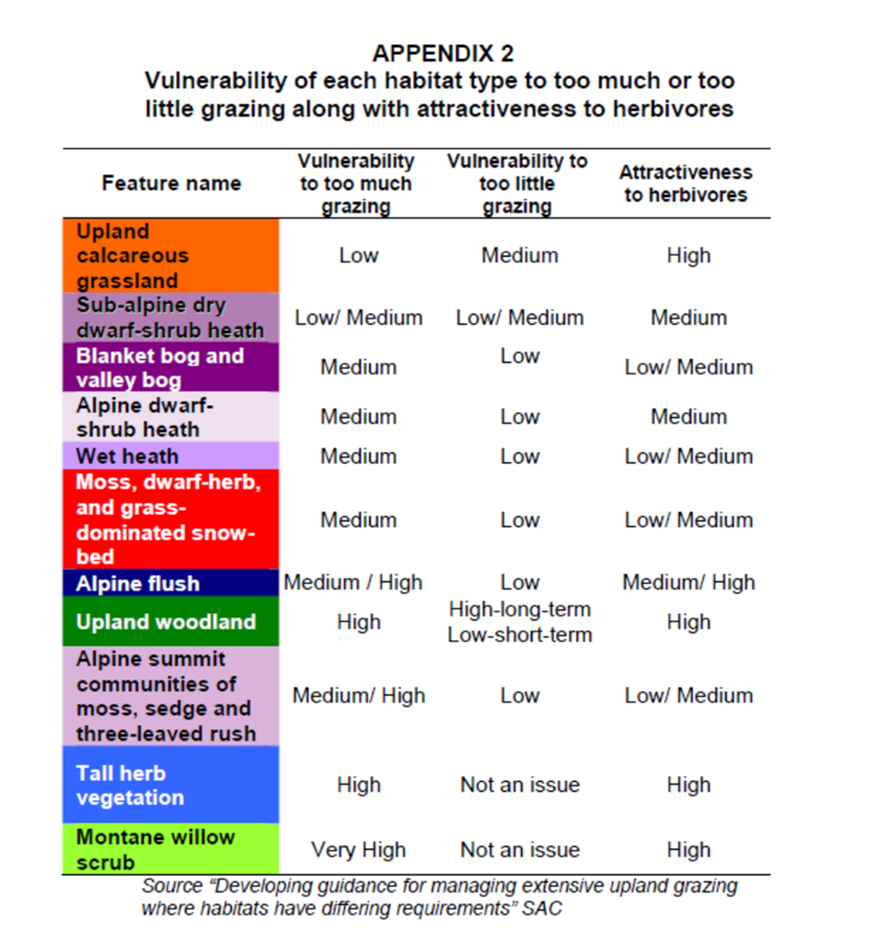 APPENDIX 2
Vulnerability of each habitat type to too much or too
little grazing along with attractiveness to herbivores
Feature name
Vulnerability
to too much
grazing
Vulnerability to
too little
grazing
Attractiveness
to herbivores
Upland
calcareous
grassland
Low
Medium
High
Sub-alpine dry
dwarf-shrub heath
Low/ Medium
Low/ Medium
Medium
Blanket bog and
valley bog
Medium
Low
Low/ Medium
Alpine dwarf-
shrub heath
Medium
Low
Medium
Wet heath
Medium
Low
Low/ Medium
Moss, dwarf-herb,
and grass-
dominated snow-
bed
Medium
Low
Low/ Medium
Alpine flush
Medium / High
Low
Medium/ High
Upland woodland
High
High-long-term
Low-short-term
High
Alpine summit
communities of
moss, sedge and
three-leaved rush
Medium/ High
Low
Low/ Medium
Tall herb
vegetation
High
Not an issue
High
Montane willow
scrub
Very High
Not an issue
High
Source “Developing guidance for managing extensive upland grazing
where habitats have differing requirements” SAC